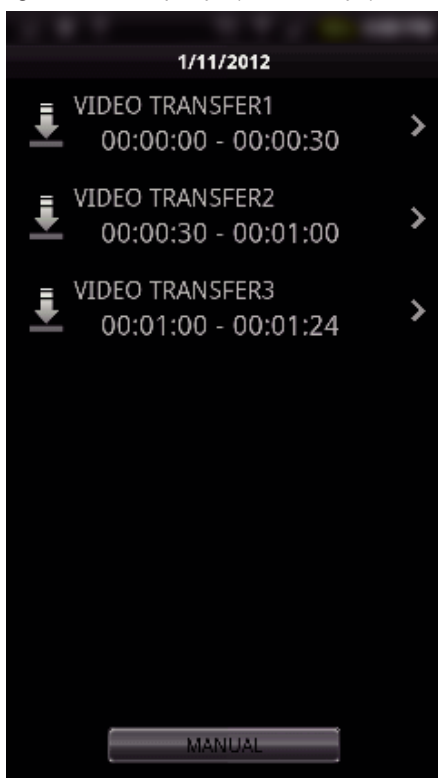 1/11/2012
VIDEO TRANSFER1
00:00:00 - 00:00:30
VIDEO TRANSFER2
00:00:30 - 00:01:00
VIDEO TRANSFER3
00:01:00 - 00:01:24
MANUAL